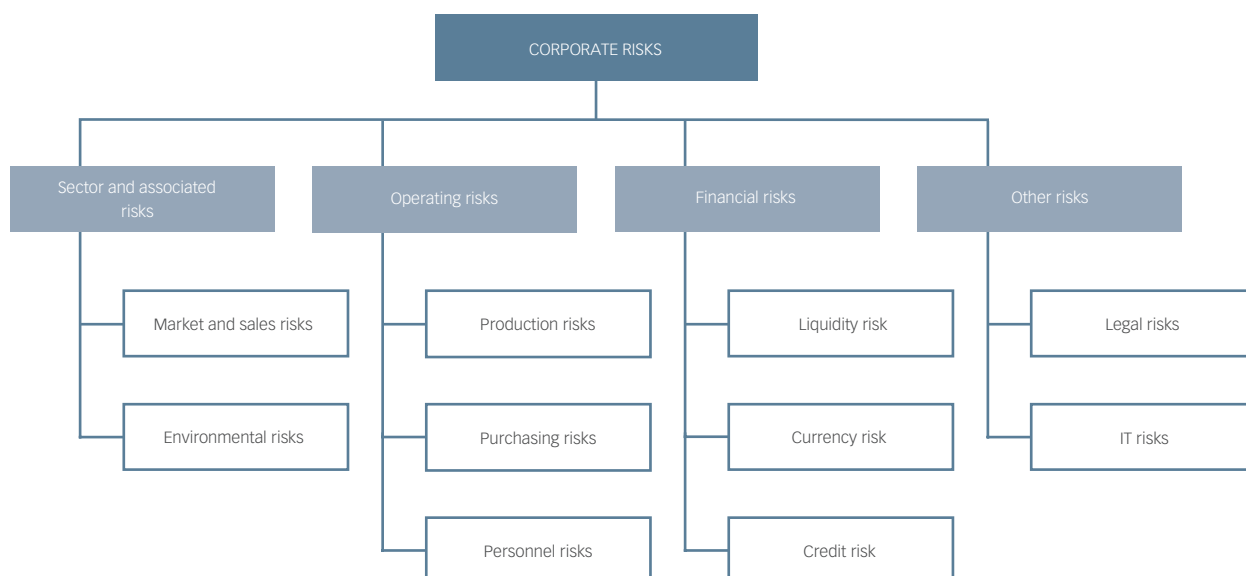 CORPORATE RISKS
Sector and associated
risks
Operating risks
Financial risks
Other risks
Market and sales risks
Production risks
Liquidity risk
Legal risks
Environmental risks
Purchasing risks
Currency risk
IT risks
Personnel risks
Credit risk